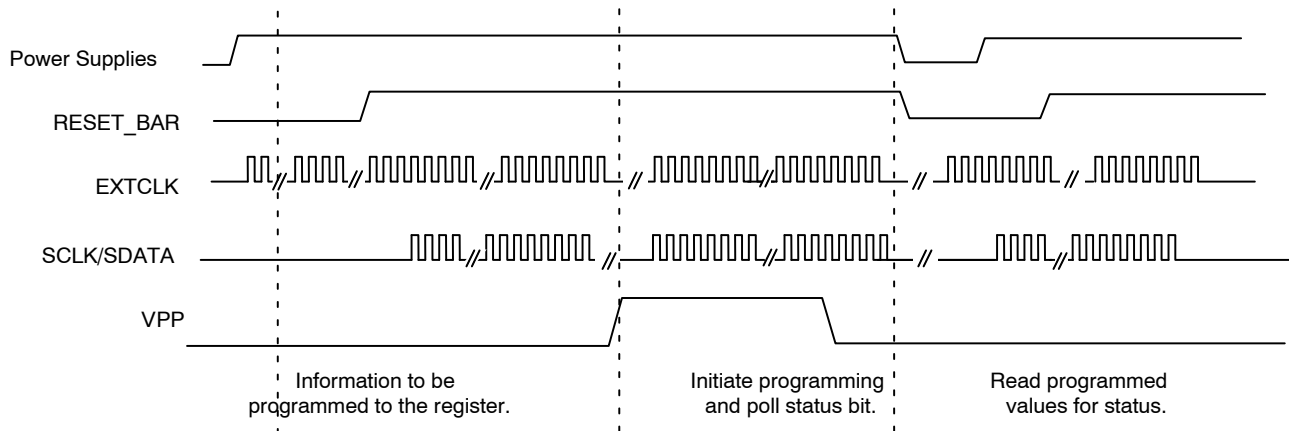 Power Supplies
RESET_BAR
EXTCLK
SCLK/SDATA
VPP
Information to be
programmed to the register.
Initiate programming
and poll status bit.
Read programmed
values for status.